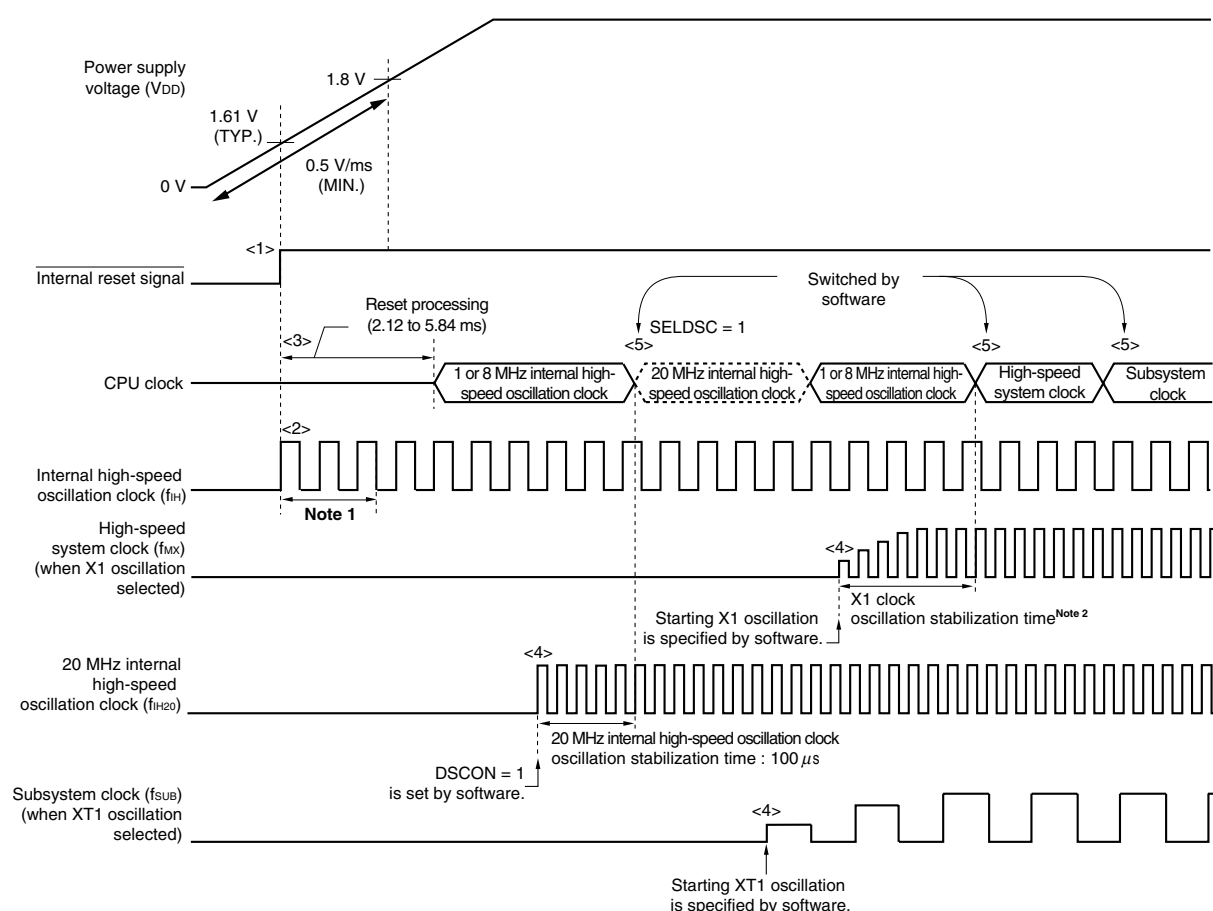 Power supply
voltage (VDD)
1.8 V
1.61 V
(TYP.)
0.5 V/ms
(MIN.)
0 V
<1>
Internal reset signal
Switched by
software
Reset processing
(2.12 to 5.84 ms)
SELDSC = 1
<3>
<5>
<5>
<5>
CPU clock
1 or 8 MHz internal high-
speed oscillation clock
20 MHz internal high-
speed oscillation clock
1 or 8 MHz internal high-
speed oscillation clock
High-speed
system clock
Subsystem
clock
<2>
Internal high-speed
oscillation clock (fIH)
Note 1
High-speed
system clock (fMX)
(when X1 oscillation
selected)
<4>
X1 clock
oscillation stabilization timeNote 2
Starting X1 oscillation
is specified by software.
20 MHz internal
high-speed
oscillation clock (fIH20)
<4>
20 MHz internal high-speed oscillation clock
oscillation stabilization time : 100 μs
DSCON = 1
is set by software.
Subsystem clock (fSUB)
(when XT1 oscillation
selected)
<4>
Starting XT1 oscillation
is specified by software.